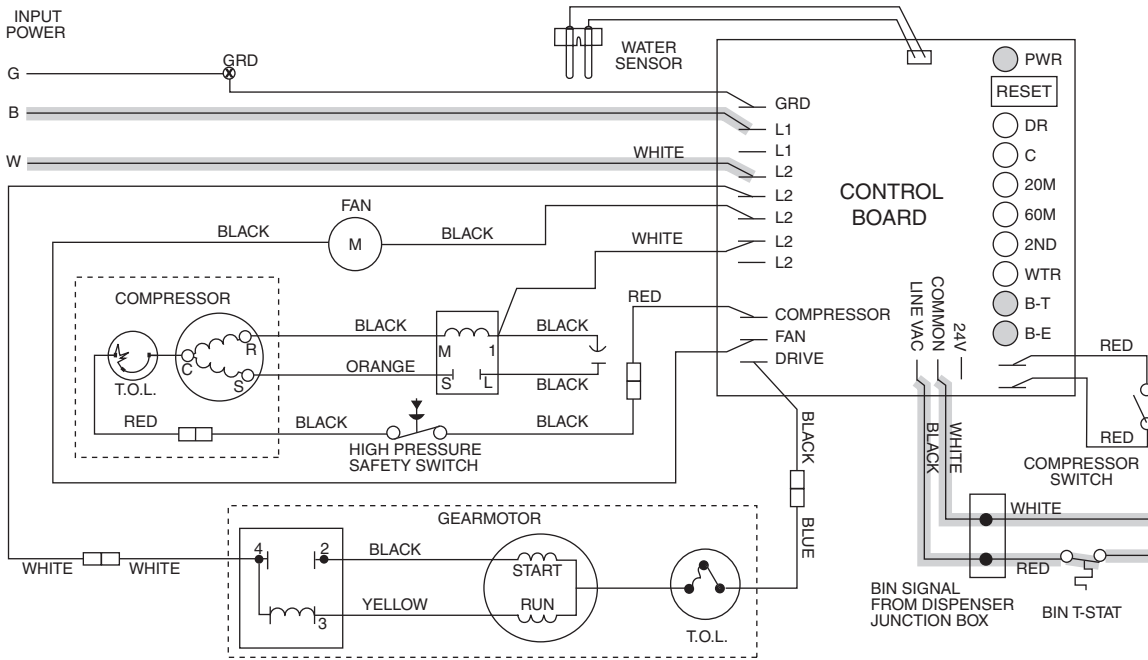 INPUT
POWER
G
GRD
B
W
WHITE
WATER
SENSOR
GRD
L1
L1
L2
L2
L2
L2
L2
CONTROL
BOARD
PWR
RESET
DR
C
20M
60M
2ND
WTR
B-T
B-E
FAN
BLACK
M
BLACK
WHITE
RED
COMPRESSOR
FAN
DRIVE
LINE VAC
COMMON
24V
COMPRESSOR
T.O.L.
C
R
S
BLACK
ORANGE
M
1
S
L
BLACK
BLACK
RED
BLACK
BLACK
HIGH PRESSURE
SAFETY SWITCH
BLACK
BLUE
BLACK
WHITE
RED
RED
COMPRESSOR
SWITCH
WHITE
RED
BIN SIGNAL
FROM DISPENSER
JUNCTION BOX
BIN T-STAT
GEARMOTOR
WHITE
WHITE
4
2
3
BLACK
YELLOW
START
RUN
T.O.L.